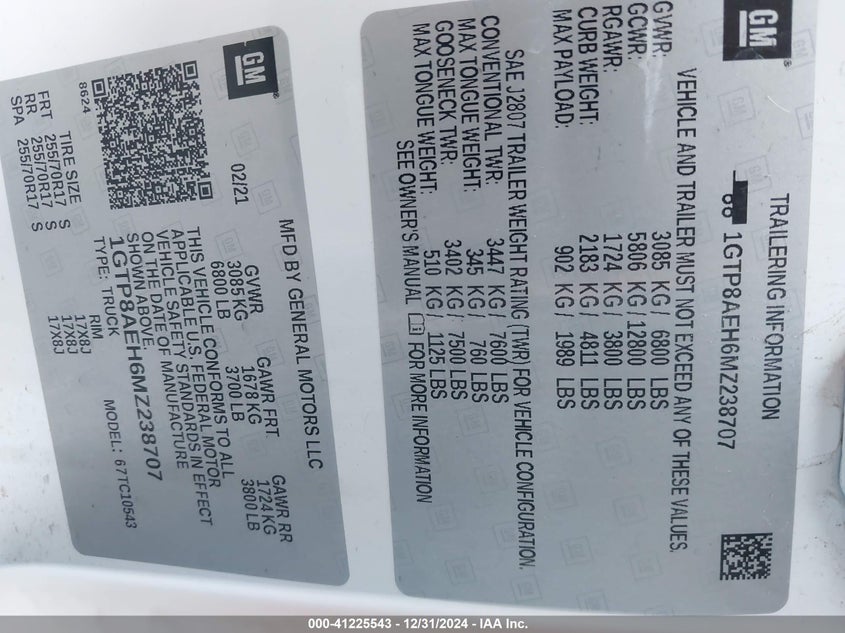 GM
MFD BY GENERAL MOTORS LLC
02/21
GVWR GAWR FRT. GAWR RR
3085 KG 1678 KG 1724 KG
6800 LB 3700 LB 3800 LB
THIS VEHICLE CONFORMS TO ALL
APPLICABLE U.S. FEDERAL MOTOR
VEHICLE SAFETY STANDARDS IN EFFECT
ON THE DATE OF MANUFACTURE
SHOWN ABOVE.
1GTP8AEH6MZ238707
TYPE: TRUCK MODEL: 67TC10543
8624
TIRE SIZE RIM
FRT 255/70R17 S 17X8J
RR 255/70R17 S 17X8J
SPA 255/70R17 S 17X8J
GM
TRAILERING INFORMATION
1GTP8AEH6MZ238707
VEHICLE AND TRAILER MUST NOT EXCEED ANY OF THESE VALUES.
GVWR: 3085 KG / 6800 LBS
GCWR: 5806 KG / 12800 LBS
RGAWR: 1724 KG / 3800 LBS
CURB WEIGHT: 2183 KG / 4811 LBS
MAX PAYLOAD: 902 KG / 1989 LBS
SAE J2807 TRAILER WEIGHT RATING (TWR) FOR VEHICLE CONFIGURATION.
CONVENTIONAL TWR: 3447 KG / 7600 LBS
MAX TONGUE WEIGHT: 345 KG / 760 LBS
GOOSENECK TWR: 3402 KG / 7500 LBS
MAX TONGUE WEIGHT: 510 KG / 1125 LBS
SEE OWNER'S MANUAL FOR MORE INFORMATION
000-41225543 - 12/31/2024 - IAA Inc.